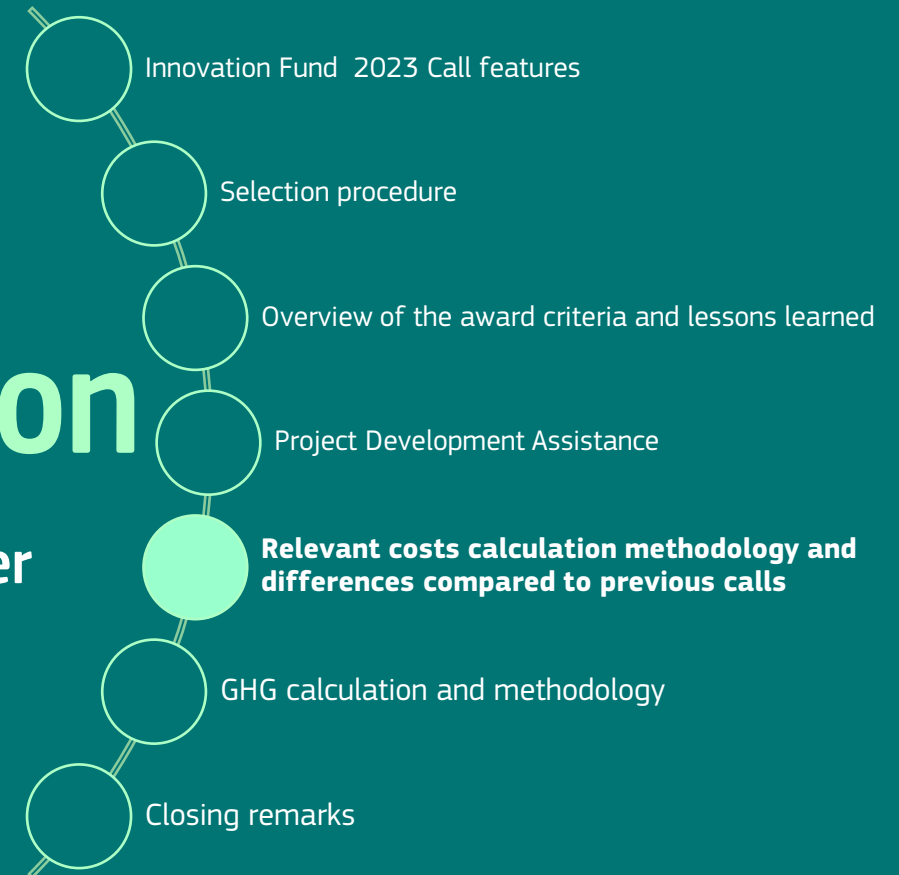 Innovation Fund 2023 Call features
Selection procedure
Overview of the award criteria and lessons learned
on
Project Development Assistance
er
Relevant costs calculation methodology and
differences compared to previous calls
GHG calculation and methodology
Closing remarks